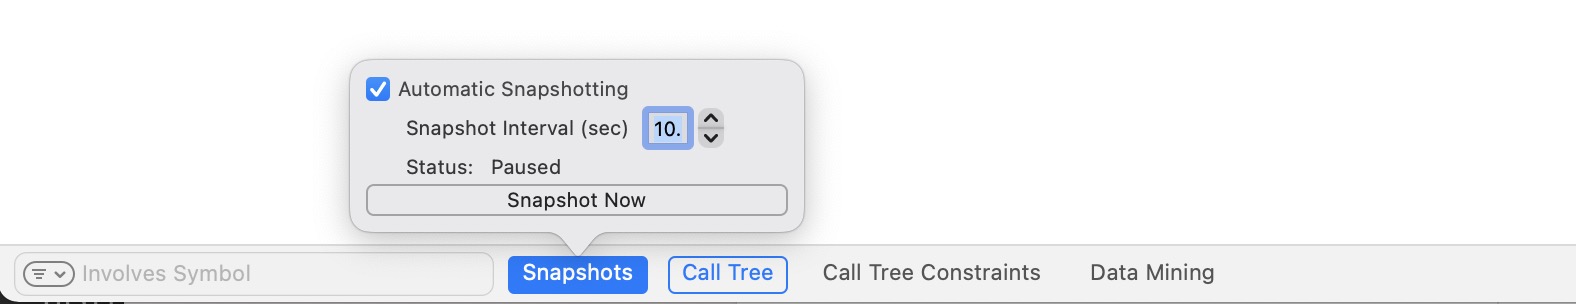 Automatic Snapshotting
Snapshot Interval (sec) 10.
Status: Paused
Snapshot Now
Involves Symbol Snapshots Call Tree Call Tree Constraints Data Mining